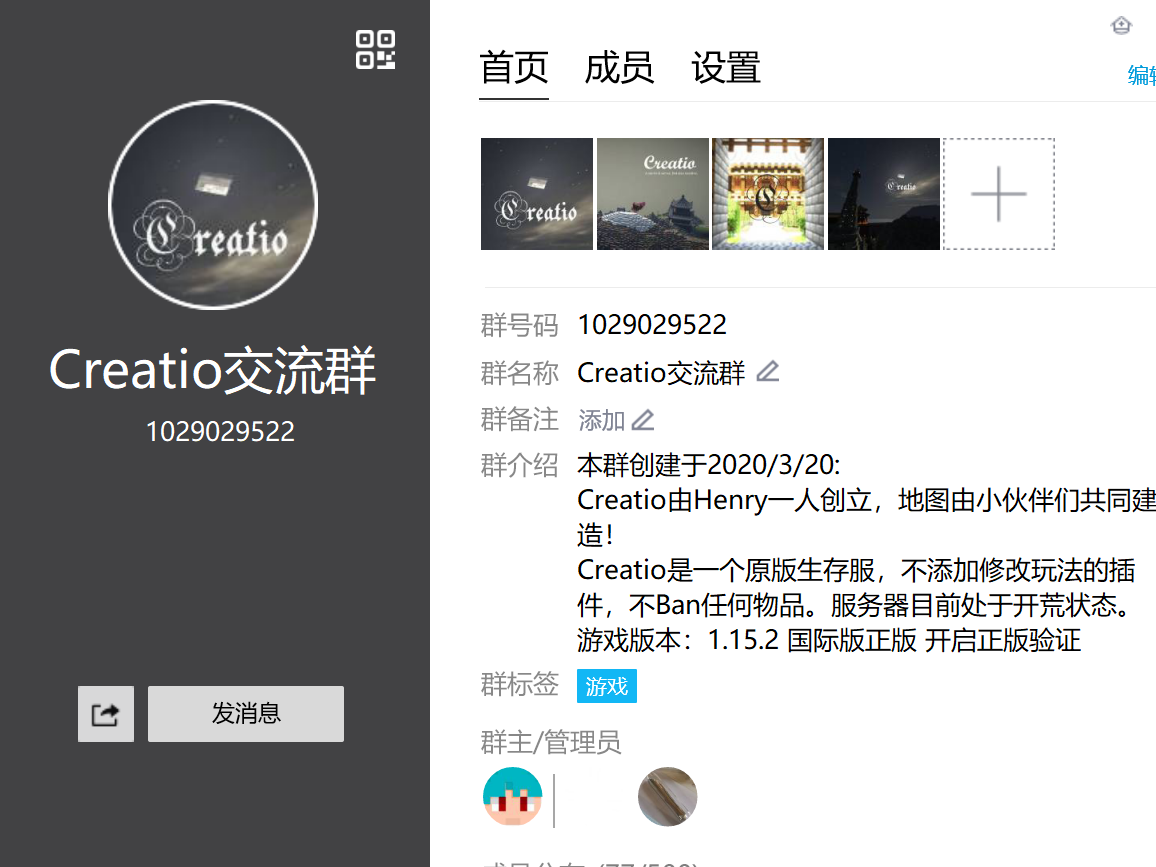 Creatio
Creatio交流群
1029029522
发消息
首页 成员 设置
编辑
Creatio
Creatio
Creatio
群号码 1029029522
群名称 Creatio交流群
群备注 添加
群介绍 本群创建于2020/3/20:
Creatio由Henry一人创立，地图由小伙伴们共同建
造！
Creatio是一个原版生存服，不添加修改玩法的插
件，不Ban任何物品。服务器目前处于开荒状态。
游戏版本：1.15.2 国际版正版 开启正版验证
群标签 游戏
群主/管理员